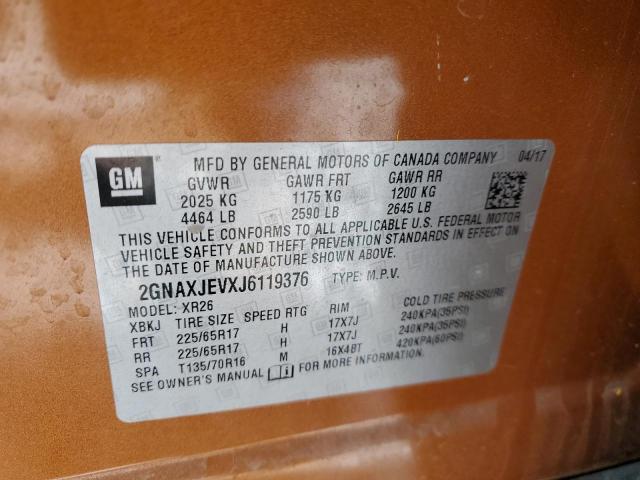 GM
MFD BY GENERAL MOTORS OF CANADA COMPANY 04/17
GVWR GAWR FRT GAWR RR
2025 KG 1175 KG 1200 KG
4464 LB 2590 LB 2645 LB
THIS VEHICLE CONFORMS TO ALL APPLICABLE U.S. FEDERAL MOTOR
VEHICLE SAFETY AND THEFT PREVENTION STANDARDS IN EFFECT ON
THE DATE OF MANUFACTURE SHOWN ABOVE.
2GNAXJEVXJ6119376 TYPE: M.P.V.
MODEL: XR26
XBKJ TIRE SIZE SPEED RTG RIM COLD TIRE PRESSURE
FRT 225/65R17 H 17X7J 240KPA(35PSI)
RR 225/65R17 H 17X7J 240KPA(35PSI)
SPA T135/70R16 M 16X4BT 420KPA(60PSI)
SEE OWNER'S MANUAL FOR MORE INFORMATION.